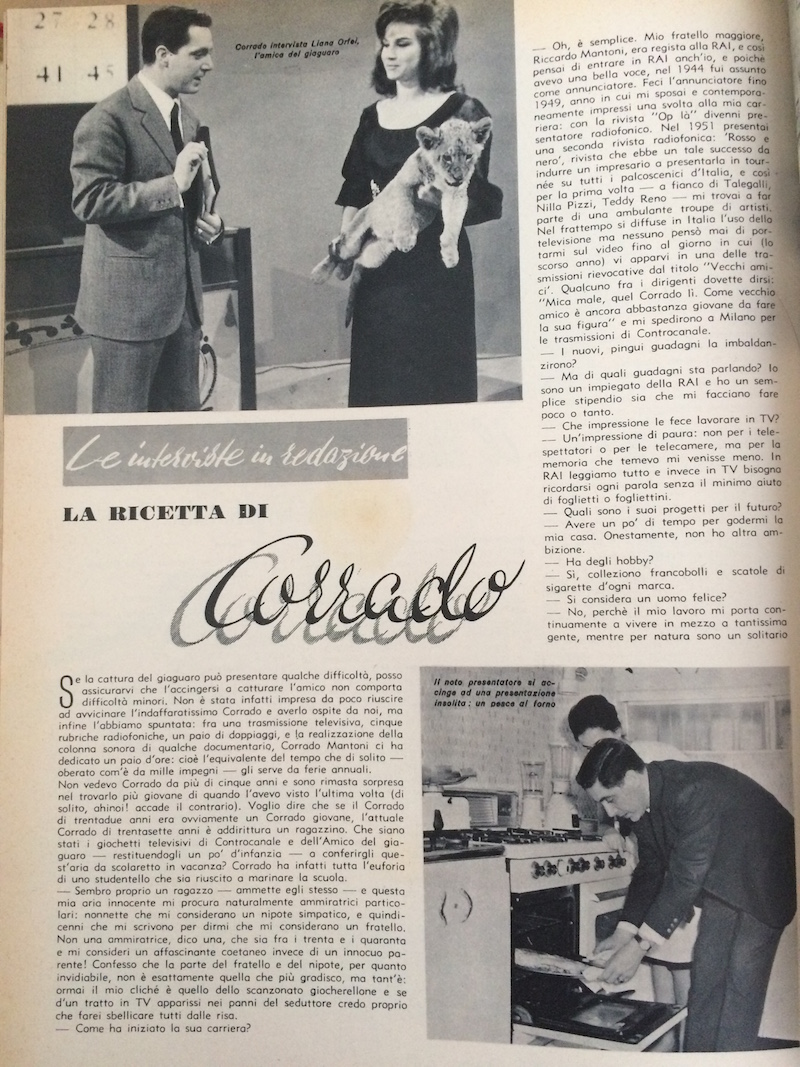 27 - 28
41 45
Corrado intervista Liana Orfei,
l'amica del giaguaro
Le interviste in redazione
LA RICETTA DI
Corrado
Se la cattura del giaguaro può presentare qualche difficoltà, posso
assicurarvi che l'accingersi a catturare l'amico non comporta
difficoltà minori. Non è stata infatti impresa da poco riuscire
ad avvicinare l'indaffaratissimo Corrado e averlo ospite da noi, ma
infine l'abbiamo spuntata: fra una trasmissione televisiva, cinque
rubriche radiofoniche, un paio di doppiaggi, e la realizzazione della
colonna sonora di qualche documentario, Corrado Mantoni ci ha
dedicato un paio d'ore: cioè l'equivalente del tempo che di solito —
oberato com'è da mille impegni — gli serve da ferie annuali.
Non vedevo Corrado da più di cinque anni e sono rimasta sorpresa
nel trovarlo più giovane di quando l'avevo visto l'ultima volta (di
solito, ahinoi! accade il contrario). Voglio dire che se il Corrado
di trentadue anni era ovviamente un Corrado giovane, l'attuale
Corrado di trentasette anni è addirittura un ragazzino. Che siano
stati i giochetti televisivi di Controcanale e dell'Amico del gia-
guaro — restituendogli un po' d'infanzia — a conferirgli que-
st'aria da scolaretto in vacanza? Corrado ha infatti tutta l'euforia
di uno studentello che sia riuscito a marinare la scuola.
— Sembro proprio un ragazzo — ammette egli stesso — e questa
mia aria innocente mi procura naturalmente ammiratrici partico-
lari: nonnette che mi considerano un nipote simpatico, e quindi-
cenni che mi scrivono per dirmi che mi considerano un fratello.
Non una ammiratrice, dico una, che sia fra i trenta e i quaranta
e mi consideri un affascinante coetaneo invece di un innocuo pa-
rente! Confesso che la parte del fratello e del nipote, per quanto
invidiabile, non è esattamente quella che più gradisco, ma tant'è:
ormai il mio cliché è quello dello scanzonato giocherellone e se
d'un tratto in TV apparissi nei panni del seduttore credo proprio
che farei sbellicare tutti dalle risa.
— Come ha iniziato la sua carriera?
— Oh, è semplice. Mio fratello maggiore,
Riccardo Mantoni, era regista alla RAI, e così
pensai di entrare in RAI anch'io, e poichè
avevo una bella voce, nel 1944 fui assunto
come annunciatore. Feci l'annunciatore fino
1949, anno in cui mi sposai e contempora-
neamente impressi una svolta alla mia car-
riera: con la rivista "Op là" divenni pre-
sentatore radiofonico. Nel 1951 presentai
una seconda rivista radiofonica: 'Rosso e
nero', rivista che ebbe un tale successo da
indurre un impresario a presentarla in tour-
née su tutti i palcoscenici d'Italia, e così
per la prima volta — a fianco di Talegalli,
Nilla Pizzi, Teddy Reno — mi trovai a far
parte di una ambulante troupe di artisti.
Nel frattempo si diffuse in Italia l'uso della
televisione ma nessuno pensò mai di por-
tarmi sul video fino al giorno in cui (lo
scorso anno) vi apparvi in una delle tra-
smissioni rievocative dal titolo "Vecchi ami-
ci'. Qualcuno fra i dirigenti dovette dirsi:
"Mica male, quel Corrado lì. Come vecchio
amico è ancora abbastanza giovane da fare
la sua figura" e mi spedirono a Milano per
le trasmissioni di Controcanale.
— I nuovi, pingui guadagni la imbaldan-
zirono?
— Ma di quali guadagni sta parlando? Io
sono un impiegato della RAI e ho un sem-
plice stipendio sia che mi facciano fare
poco o tanto.
— Che impressione le fece lavorare in TV?
— Un'impressione di paura: non per i tele-
spettatori o per le telecamere, ma per la
memoria che temevo mi venisse meno. In
RAI leggiamo tutto e invece in TV bisogna
ricordarsi ogni parola senza il minimo aiuto
di foglietti o fogliettini.
— Quali sono i suoi progetti per il futuro?
— Avere un po' di tempo per godermi la
mia casa. Onestamente, non ho altra am-
bizione.
— Ha degli hobby?
— Sì, colleziono francobolli e scatole di
sigarette d'ogni marca.
— Si considera un uomo felice?
— No, perchè il mio lavoro mi porta con-
tinuamente a vivere in mezzo a tantissima
gente, mentre per natura sono un solitario
Il noto presentatore si ac-
cinge ad una presentazione
insolita: un pesce al forno